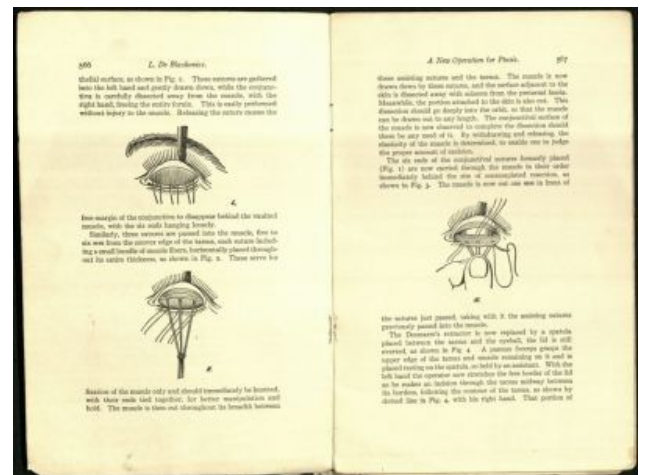 566 L. De Blaskovics.
thelial surface, as shown in Fig. 1. These sutures are gathered
into the left hand and gently drawn down, while the conjunc-
tiva is carefully dissected away from the muscle, with the
right hand, freeing the entire fornix. This is easily performed
without injury to the muscle. Releasing the suture causes the
free margin of the conjunctiva to disappear behind the
muscle, with the six ends hanging loosely.
Similarly, three sutures are passed into the muscle, five to
six mm from the edge of the tarsus, each suture includ-
ing a small bundle of muscle fibers, horizontally placed through-
out its entire thickness, as shown in Fig. 2. These serve for
fixation of the muscle only and should immediately be
with their ends tied together, for better manipulation and
hold. The muscle is then cut throughout its breadth between
A New Operation for Ptosis. 567
these assisting sutures and the tarsus. The muscle is now
drawn down by these sutures, and the surface adjacent to the
skin is dissected away with scissors from the fascia.
Meanwhile, the portion attached to the skin is also cut. This
dissection should go deeply into the orbit, so that the muscle
can be drawn out to any length. The conjunctival surface of
the muscle is now observed to complete the dissection should
there be any need of it. By withdrawing and releasing, the
elasticity of the muscle is determined, to enable one to judge
the proper amount of excision.
The six ends of the conjunctival sutures formerly placed
(Fig. 1) are now carried through the muscle in their order
immediately behind the site of contemplated resection, as
shown in Fig. 3. The muscle is now cut one mm in front of
the sutures just passed, taking with it the assisting sutures
previously passed into the muscle.
The Desmarre's retractor is now replaced by a spatula
placed between the tarsus and the eyeball, the lid is still
everted, as shown in Fig. 4. A forceps grasps the
upper edge of the tarsus and muscle remaining on it and is
placed resting on the spatula, so held by an assistant. With the
left hand the operator now stretches the free border of the lid
as he makes an incision through the tarsus midway between
its borders, following the contour of the tarsus, as shown by
dotted line in Fig. 4, with his right hand. That portion of